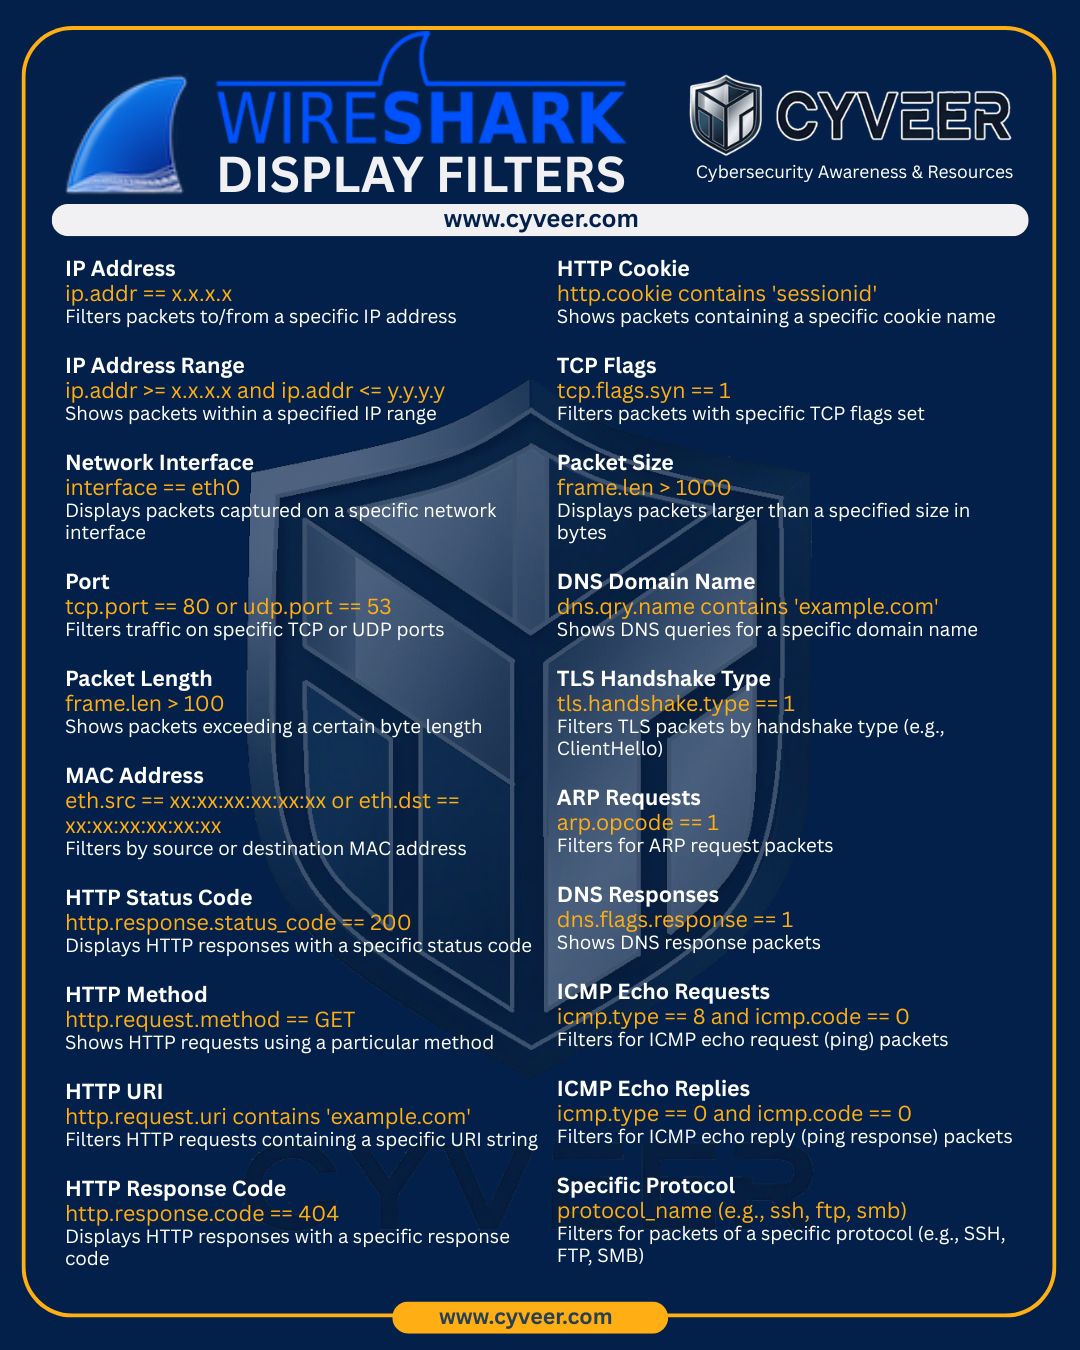 WIRESHARK
DISPLAY FILTERS
CYVEER
Cybersecurity Awareness & Resources
www.cyveer.com
IP Address
ip.addr == x.x.x.x
Filters packets to/from a specific IP address
IP Address Range
ip.addr >= x.x.x.x and ip.addr <= y.y.y.y
Shows packets within a specified IP range
Network Interface
interface == eth0
Displays packets captured on a specific network
interface
Port
tcp.port == 80 or udp.port == 53
Filters traffic on specific TCP or UDP ports
Packet Length
frame.len > 100
Shows packets exceeding a certain byte length
MAC Address
eth.src == xx:xx:xx:xx:xx:xx or eth.dst ==
xx:xx:xx:xx:xx:xx
Filters by source or destination MAC address
HTTP Status Code
http.response.status_code == 200
Displays HTTP responses with a specific status code
HTTP Method
http.request.method == GET
Shows HTTP requests using a particular method
HTTP URI
http.request.uri contains 'example.com'
Filters HTTP requests containing a specific URI string
HTTP Response Code
http.response.code == 404
Displays HTTP responses with a specific response
code
HTTP Cookie
http.cookie contains 'sessionid'
Shows packets containing a specific cookie name
TCP Flags
tcp.flags.syn == 1
Filters packets with specific TCP flags set
Packet Size
frame.len > 1000
Displays packets larger than a specified size in
bytes
DNS Domain Name
dns.qry.name contains 'example.com'
Shows DNS queries for a specific domain name
TLS Handshake Type
tls.handshake.type == 1
Filters TLS packets by handshake type (e.g.,
ClientHello)
ARP Requests
arp.opcode == 1
Filters for ARP request packets
DNS Responses
dns.flags.response == 1
Shows DNS response packets
ICMP Echo Requests
icmp.type == 8 and icmp.code == 0
Filters for ICMP echo request (ping) packets
ICMP Echo Replies
icmp.type == 0 and icmp.code == 0
Filters for ICMP echo reply (ping response) packets
Specific Protocol
protocol_name (e.g., ssh, ftp, smb)
Filters for packets of a specific protocol (e.g., SSH,
FTP, SMB)
CYVEER
www.cyveer.com